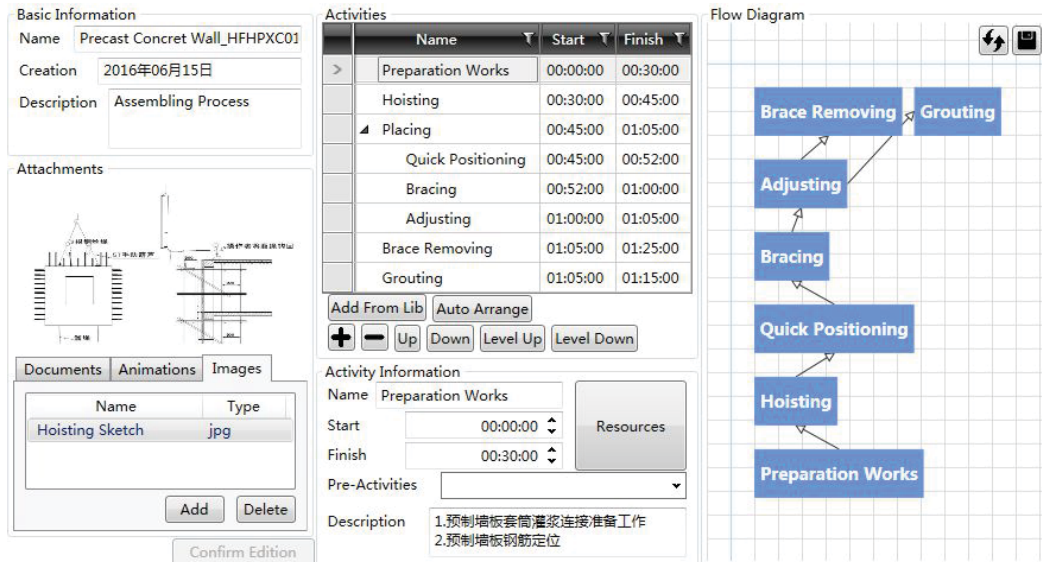 Basic Information
Name Precast Concret Wall_HFHPXC01
Creation 2016年06月15日
Description Assembling Process
Attachments
Documents Animations Images
Name Type
Hoisting Sketch jpg
Add Delete
Confirm Edition
Activities
Name Start Finish
Preparation Works 00:00:00 00:30:00
Hoisting 00:30:00 00:45:00
Placing 00:45:00 01:05:00
Quick Positioning 00:45:00 00:52:00
Bracing 00:52:00 01:00:00
Adjusting 01:00:00 01:05:00
Brace Removing 01:05:00 01:25:00
Grouting 01:05:00 01:15:00
Add From Lib Auto Arrange
Up Down Level Up Level Down
Activity Information
Name Preparation Works
Start 00:00:00
Finish 00:30:00
Resources
Pre-Activities
Description 1.预制墙板套筒灌浆连接准备工作
2.预制墙板钢筋定位
Flow Diagram
Brace Removing Grouting
Adjusting
Bracing
Quick Positioning
Hoisting
Preparation Works